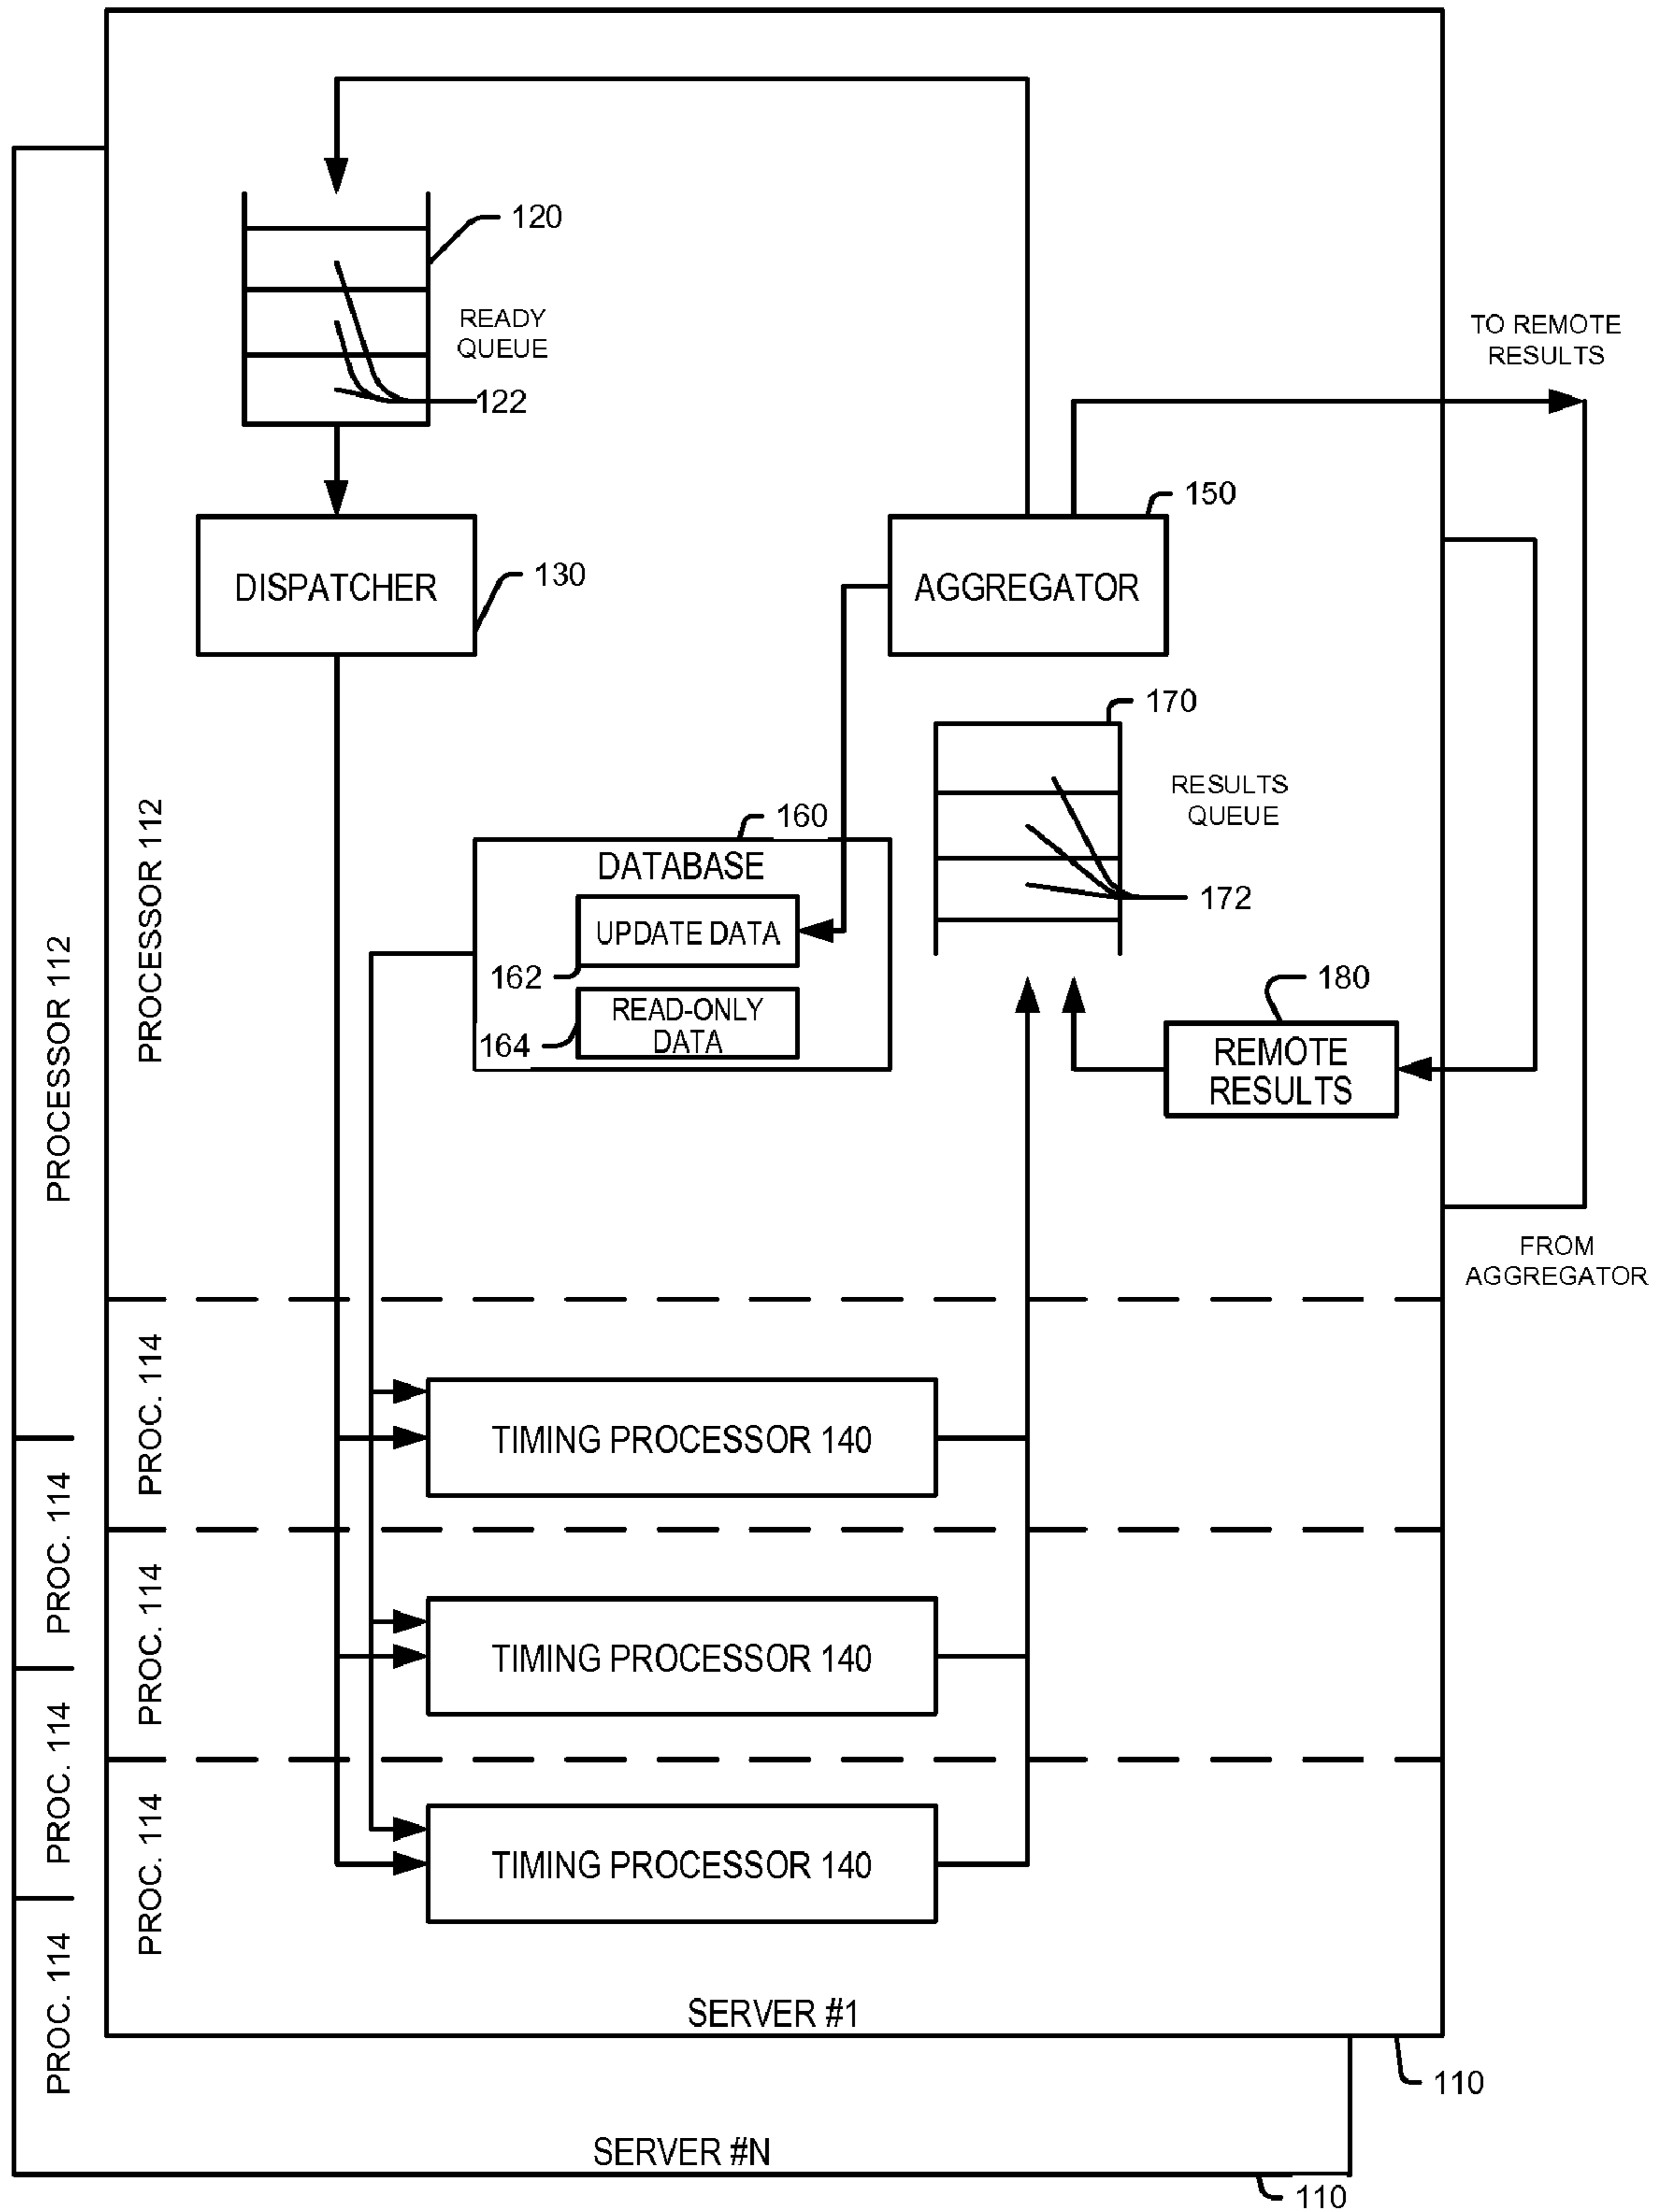 120
READY
QUEUE
122
TO REMOTE
RESULTS
150
DISPATCHER
130
AGGREGATOR
170
RESULTS
QUEUE
172
160
DATABASE
UPDATE DATA
162
READ-ONLY
DATA
164
180
REMOTE
RESULTS
PROCESSOR 112
PROCESSOR 112
FROM
AGGREGATOR
PROC. 114
TIMING PROCESSOR 140
PROC. 114
PROC. 114
TIMING PROCESSOR 140
PROC. 114
PROC. 114
TIMING PROCESSOR 140
PROC. 114
SERVER #1
110
SERVER #N
110